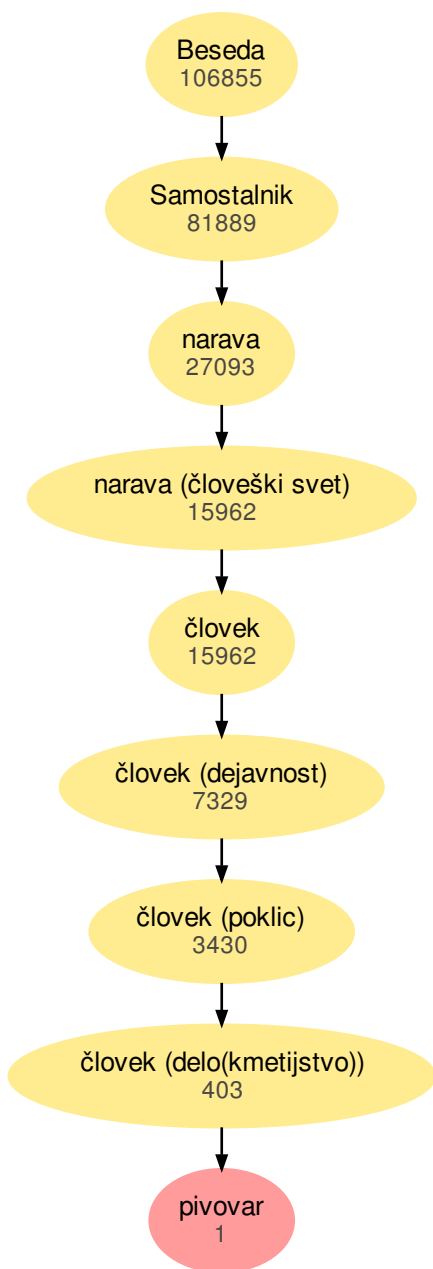 Beseda
106855
Samostalnik
81889
narava
27093
narava (človeški svet)
15962
človek
15962
človek (dejavnost)
7329
človek (poklic)
3430
človek (delo(kmetijstvo))
403
pivovar
1